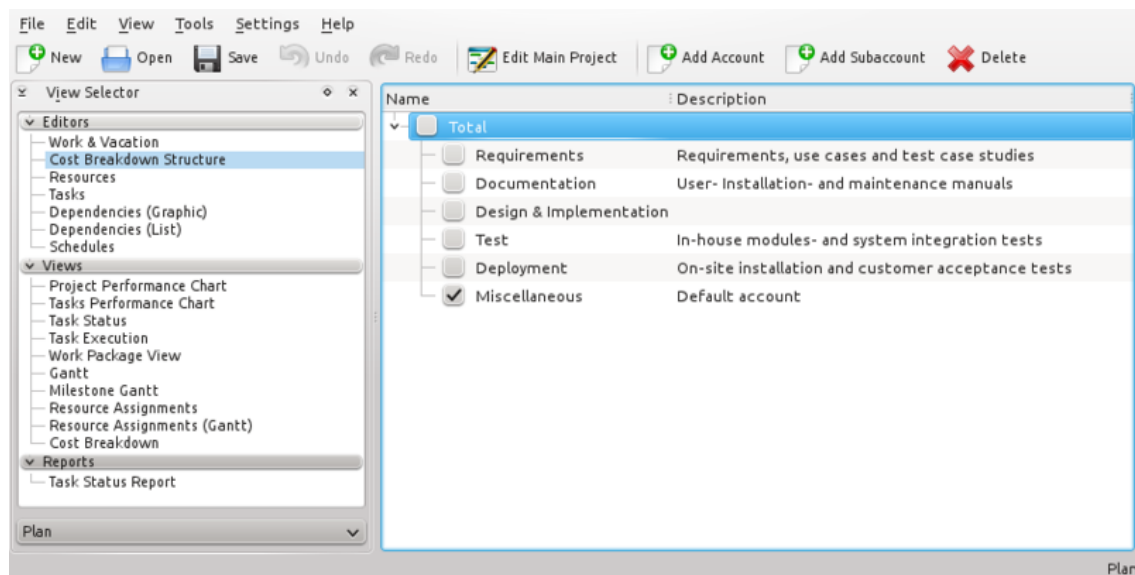 File Edit View Tools Settings Help
New Open Save Undo Redo Edit Main Project Add Account Add Subaccount Delete
View Selector
Editors
Work & Vacation
Cost Breakdown Structure
Resources
Tasks
Dependencies (Graphic)
Dependencies (List)
Schedules
Views
Project Performance Chart
Tasks Performance Chart
Task Status
Task Execution
Work Package View
Gantt
Milestone Gantt
Resource Assignments
Resource Assignments (Gantt)
Cost Breakdown
Reports
Task Status Report
Plan
Name Description
Total
Requirements Requirements, use cases and test case studies
Documentation User- Installation- and maintenance manuals
Design & Implementation
Test In-house modules- and system integration tests
Deployment On-site installation and customer acceptance tests
Miscellaneous Default account
Plan